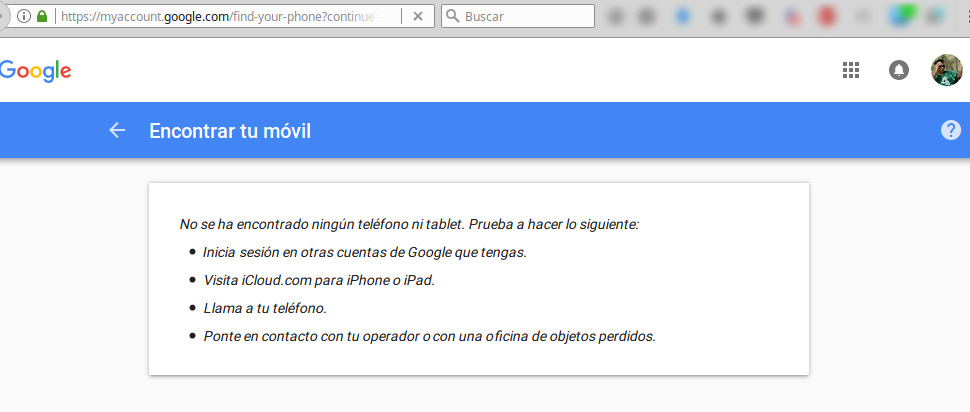 https://myaccount.google.com/find-your-phone?continue=
Buscar
Google
Encontrar tu móvil
?
No se ha encontrado ningún teléfono ni tablet. Prueba a hacer lo siguiente:
• Inicia sesión en otras cuentas de Google que tengas.
• Visita iCloud.com para iPhone o iPad.
• Llama a tu teléfono.
• Ponte en contacto con tu operador o con una oficina de objetos perdidos.